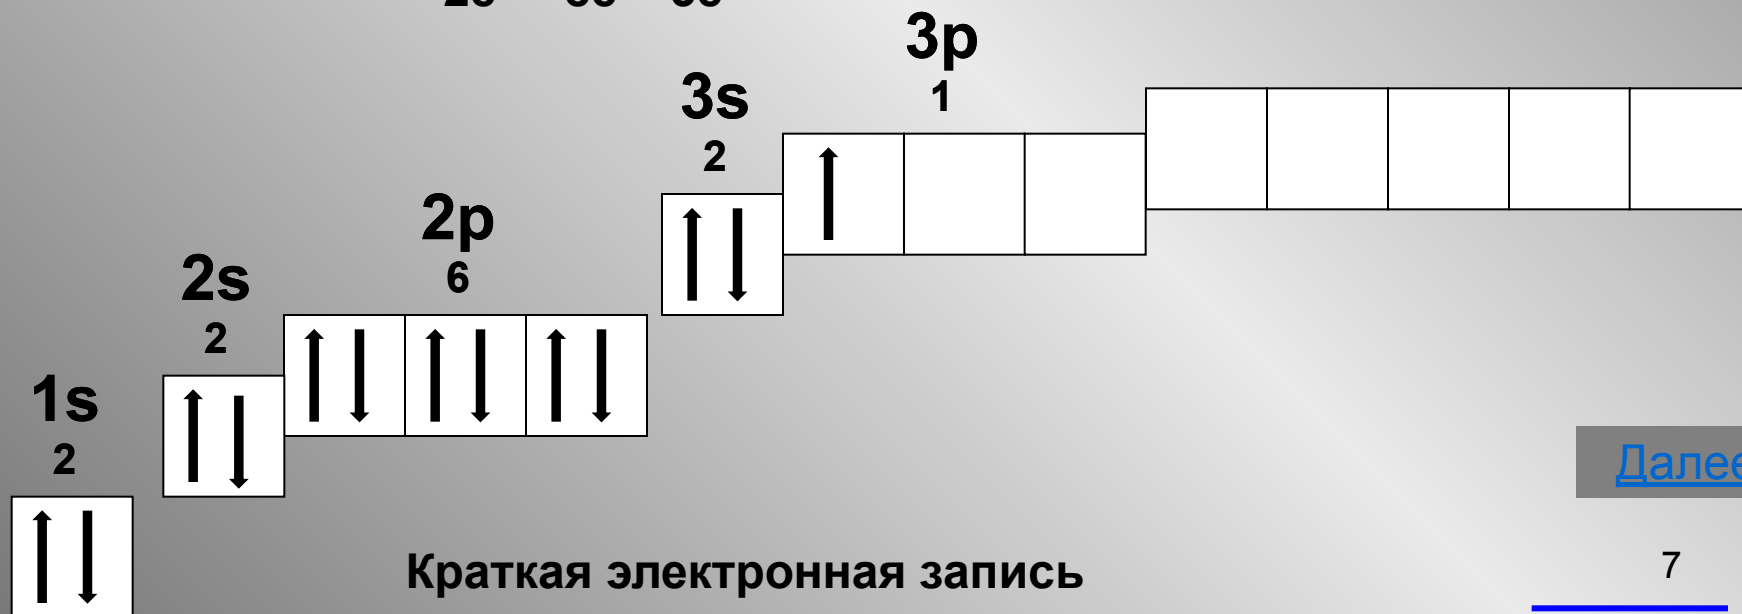 3p
1
3s
2
2p
6
2s
2
1s
2
Далее
Краткая электронная запись
7